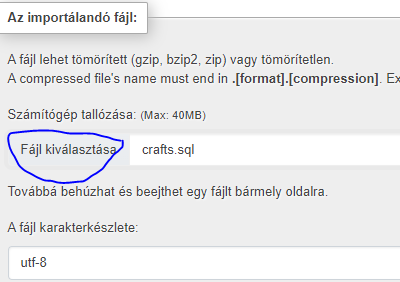 Az importálandó fájl:
A fájl lehet tömörített (gzip, bzip2, zip) vagy tömörítetlen.
A compressed file's name must end in .[format].[compression]. Ex
Számítógép tallózása: (Max: 40MB)
Fájl kiválasztása crafts.sql
Továbbá behúzhat és beejthet egy fájlt bármely oldalra.
A fájl karakterkészlete:
utf-8